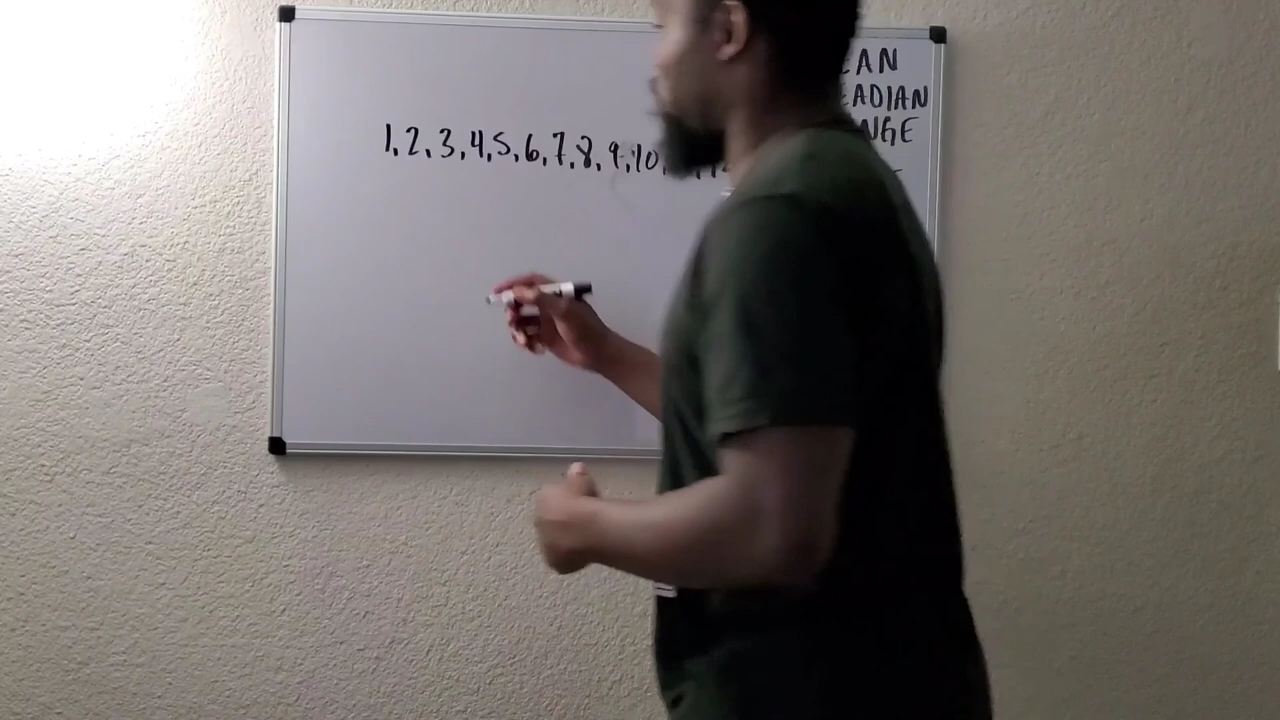 1, 2, 3, 4, 5, 6, 7, 8, 9, 10,
EAN
EADIAN
NGE